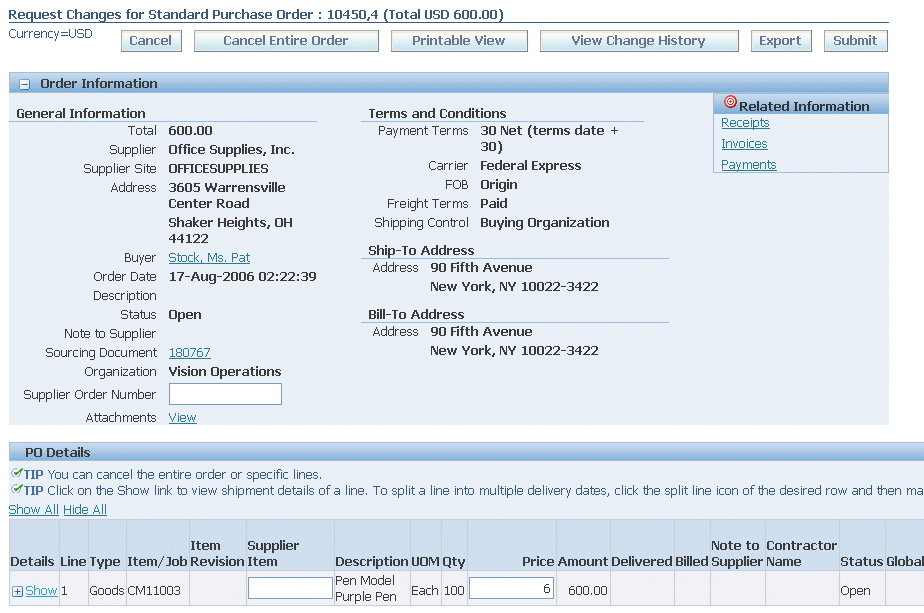 Request Changes for Standard Purchase Order : 10450,4 (Total USD 600.00)
Currency=USD
Cancel
Cancel Entire Order
Printable View
View Change History
Export
Submit
Order Information
General Information
Total 600.00
Supplier Office Supplies, Inc.
Supplier Site OFFICESUPPLIES
Address 3605 Warrensville
Center Road
Shaker Heights, OH
44122
Buyer Stock, Ms. Pat
Order Date 17-Aug-2006 02:22:39
Description
Status Open
Note to Supplier
Sourcing Document 180767
Organization Vision Operations
Supplier Order Number
Attachments View
Terms and Conditions
Payment Terms 30 Net (terms date +
30)
Carrier Federal Express
FOB Origin
Freight Terms Paid
Shipping Control Buying Organization
Ship-To Address
Address 90 Fifth Avenue
New York, NY 10022-3422
Bill-To Address
Address 90 Fifth Avenue
New York, NY 10022-3422
Related Information
Receipts
Invoices
Payments
PO Details
TIP You can cancel the entire order or specific lines.
TIP Click on the Show link to view shipment details of a line. To split a line into multiple delivery dates, click the split line icon of the desired row and then ma
Show All Hide All
Item Supplier Note to Contractor
Details Line Type Item/Job Revision Item Description UOM Qty Price Amount Delivered Billed Supplier Name Status Global
Pen Model
Show 1 Goods CM11003 Each 100 6 600.00 Open
Purple Pen